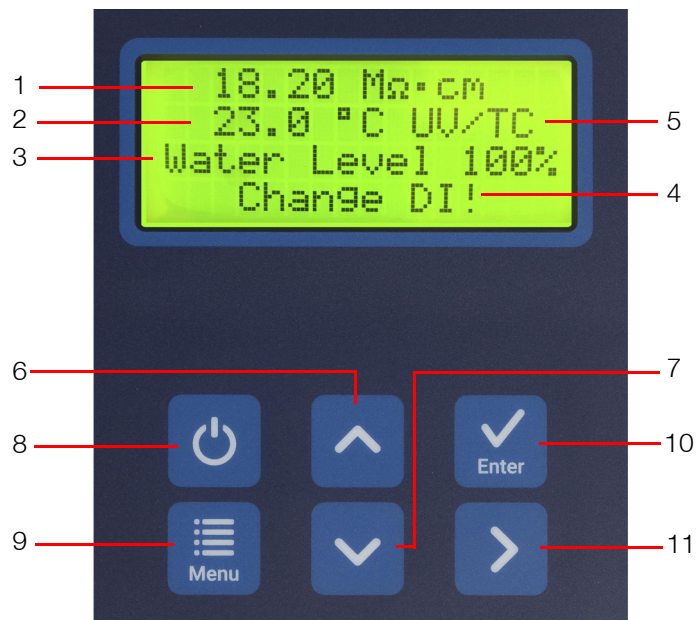 18.20 MΩ·cm
23.0 °C UV/TC
Water Level 100%
Change DI!
1
2
3
4
5
6
7
8
9
10
11
Enter
Menu